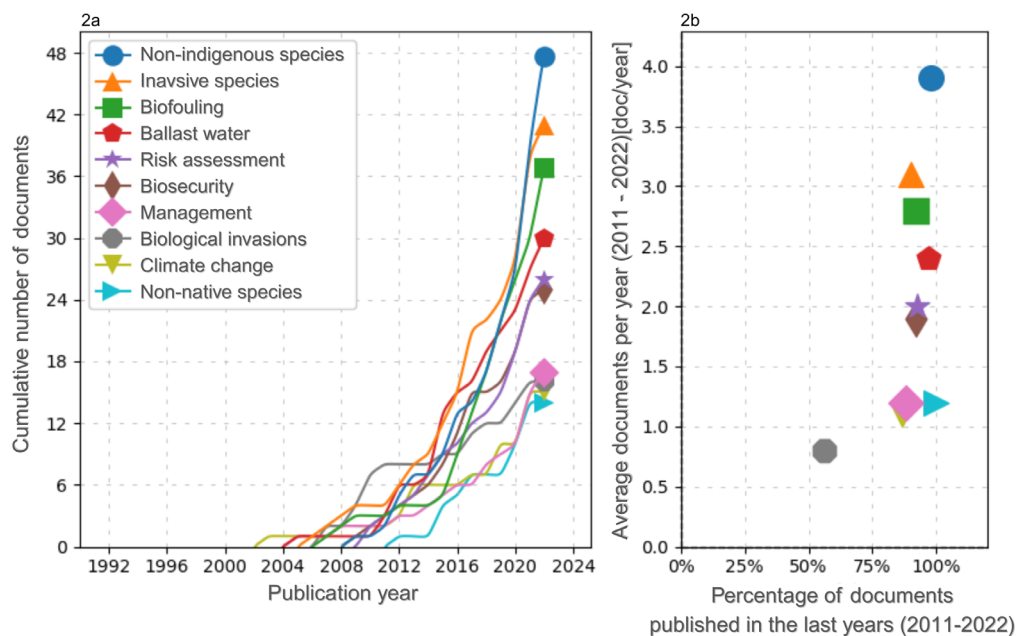 2a
48
42
36
30
24
18
12
6
0
Cumulative number of documents
Non-indigenous species
Inavsive species
Biofouling
Ballast water
Risk assessment
Biosecurity
Management
Biological invasions
Climate change
Non-native species
1992 1996 2000 2004 2008 2012 2016 2020 2024
Publication year
2b
4.0
3.5
3.0
2.5
2.0
1.5
1.0
0.5
0.0
Average documents per year (2011 - 2022)[doc/year]
0% 25% 50% 75% 100%
Percentage of documents
published in the last years (2011-2022)